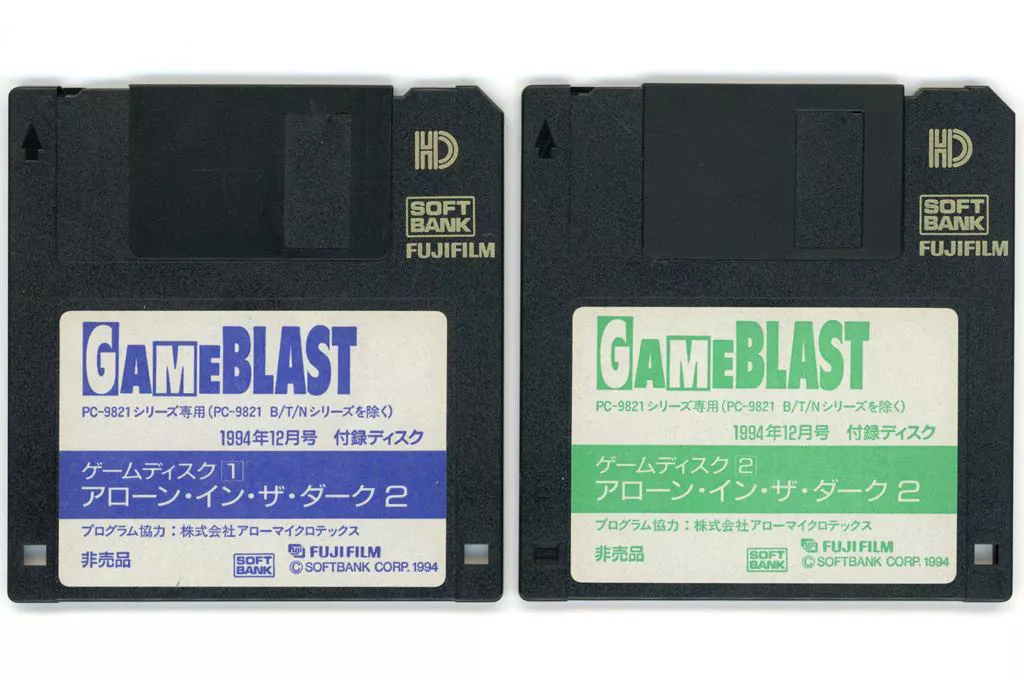 HD
SOFT
BANK
FUJIFILM
GAMEBLAST
PC-9821シリーズ専用(PC-9821 B/T/Nシリーズを除く)
1994年12月号 付録ディスク
ゲームディスク 1
アローン・イン・ザ・ダーク 2
プログラム協力:株式会社アローマイクロテックス
非売品
SOFT
BANK
FUJI FUJIFILM
©SOFTBANK CORP. 1994
HD
SOFT
BANK
FUJIFILM
GAMEBLAST
PC-9821シリーズ専用(PC-9821 B/T/Nシリーズを除く)
1994年12月号 付録ディスク
ゲームディスク 2
アローン・イン・ザ・ダーク 2
プログラム協力:株式会社アローマイクロテックス
非売品
SOFT
BANK
FUJI FUJIFILM
©SOFTBANK CORP. 1994